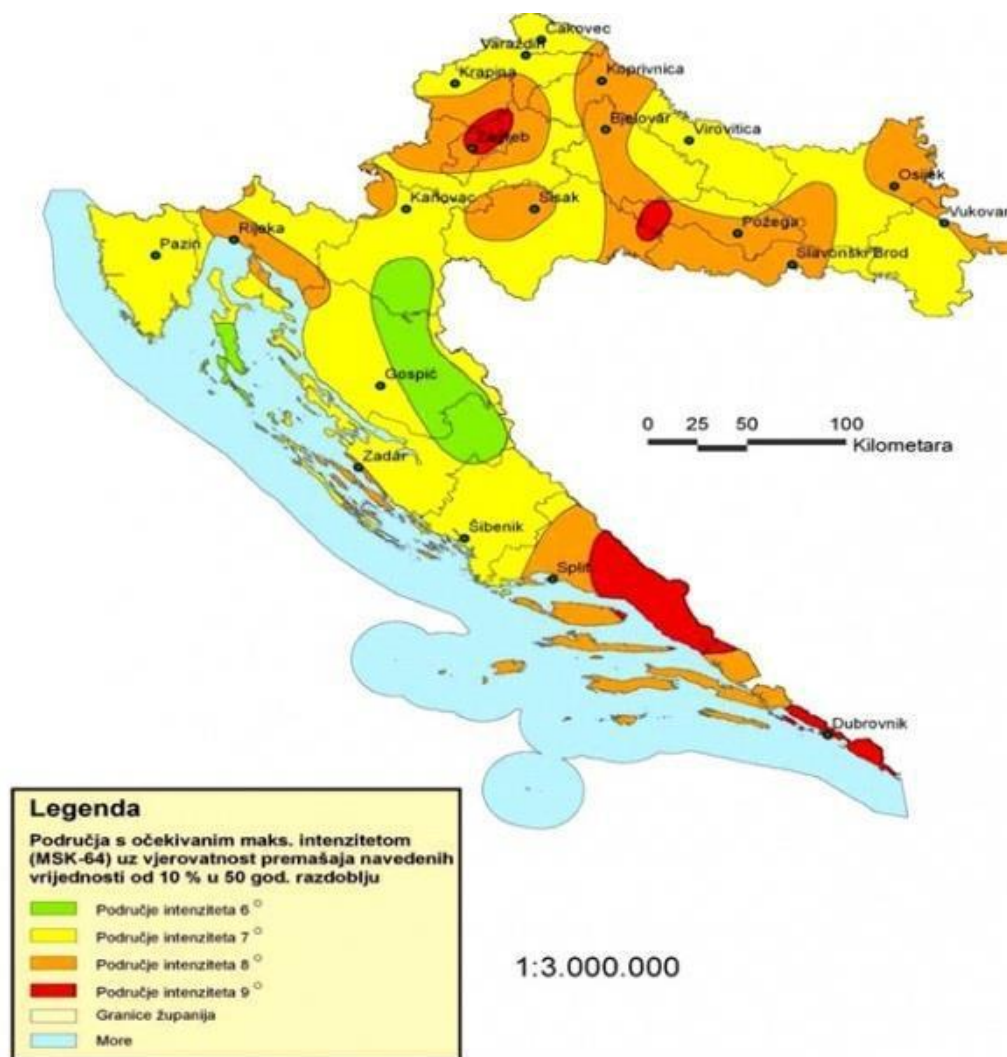 Čakovec
Varaždin
Krapina
Koprivnica
Zagreb
Bjelovar
Virovitica
Osijek
Karlovac
Sisak
Požega
Vukovar
Pazin
Rijeka
Slavonski Brod
Gospić
0 25 50 100
Kilometara
Zadar
Šibenik
Split
Dubrovnik
Legenda
Područja s očekivanim maks. intenzitetom
(MSK-64) uz vjerovatnost premašaja navedenih
vrijednosti od 10 % u 50 god. razdoblju
Područje intenziteta 6 °
Područje intenziteta 7 °
Područje intenziteta 8 °
Područje intenziteta 9 °
Granice županija
More
1:3.000.000